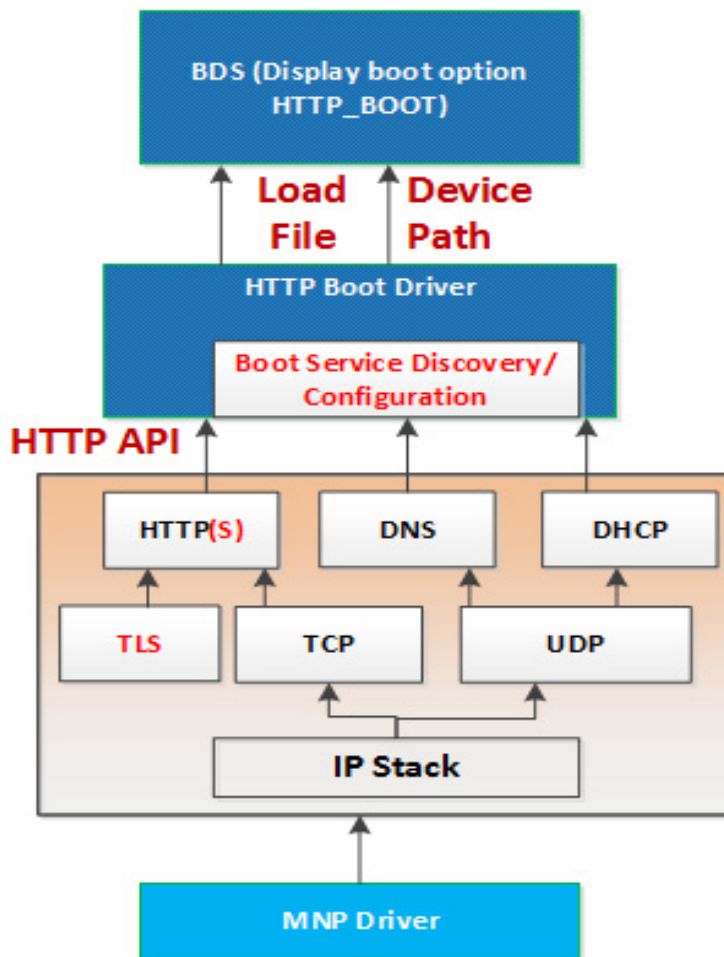 BDS (Display boot option
HTTP_BOOT)
Load
File
Device
Path
HTTP Boot Driver
Boot Service Discovery/
Configuration
HTTP API
HTTP(S)
DNS
DHCP
TLS
TCP
UDP
IP Stack
MNP Driver